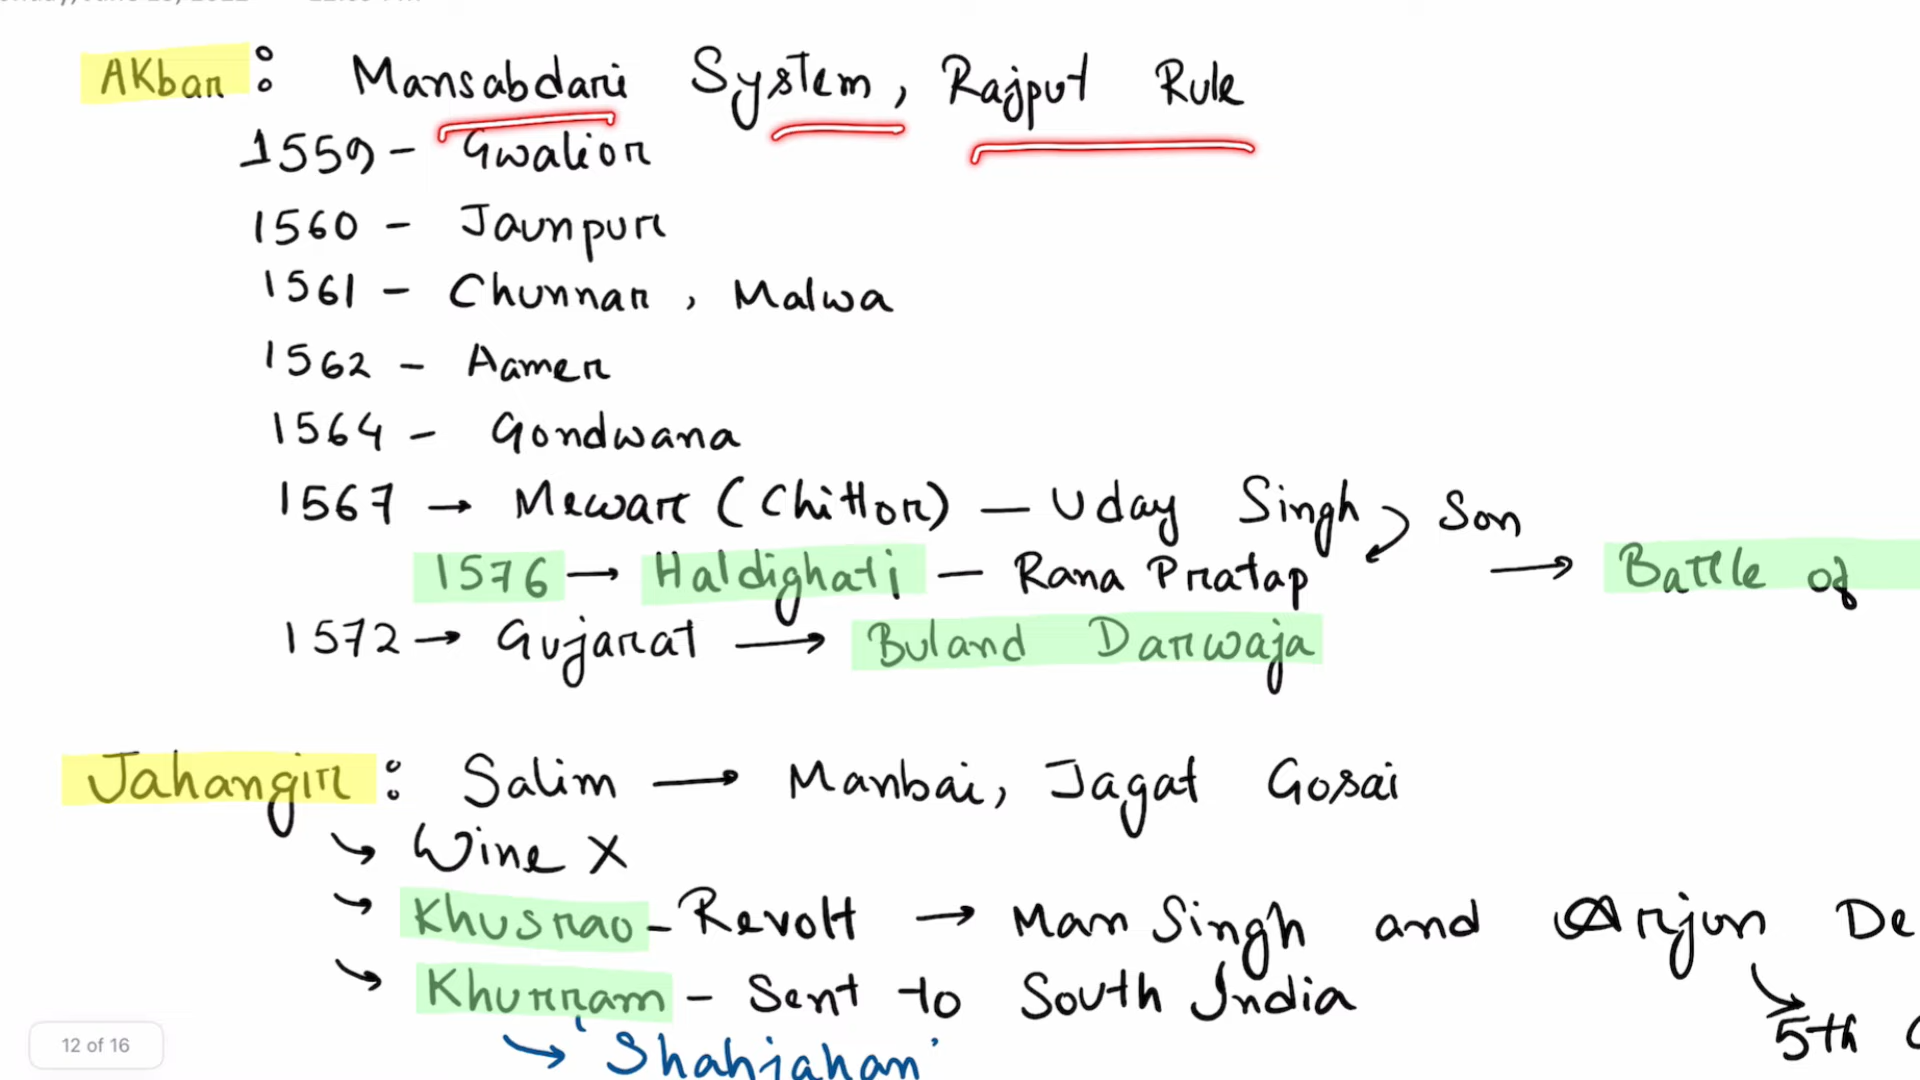 Akbar : Mansabdari System, Rajput Rule
1559 - Gwalior
1560 - Jaunpur
1561 - Chunnar, Malwa
1562 - Aamer
1564 - Gondwana
1567 → Mewar (Chittor) - Uday Singh Son
1576 → Haldighati - Rana Pratap → Battle of
1572 → Gujarat → Buland Darwaja
Jahangir : Salim → Manbai, Jagat Gosai
Wine X
Khusrao - Revolt → Man Singh and Arjun De
Khurram - Sent to South India
→ 'Shahjahan'
5th
12 of 16